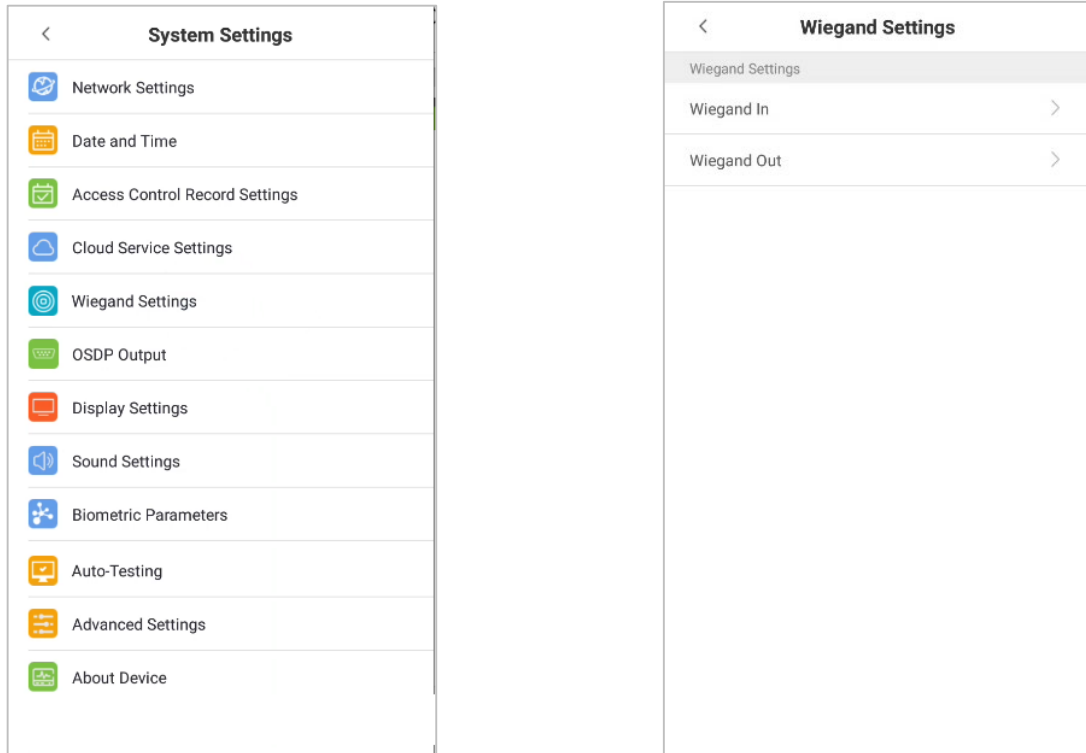 System Settings
Network Settings
Date and Time
Access Control Record Settings
Cloud Service Settings
Wiegand Settings
OSDP Output
Display Settings
Sound Settings
Biometric Parameters
Auto-Testing
Advanced Settings
About Device
Wiegand Settings
Wiegand Settings
Wiegand In
Wiegand Out